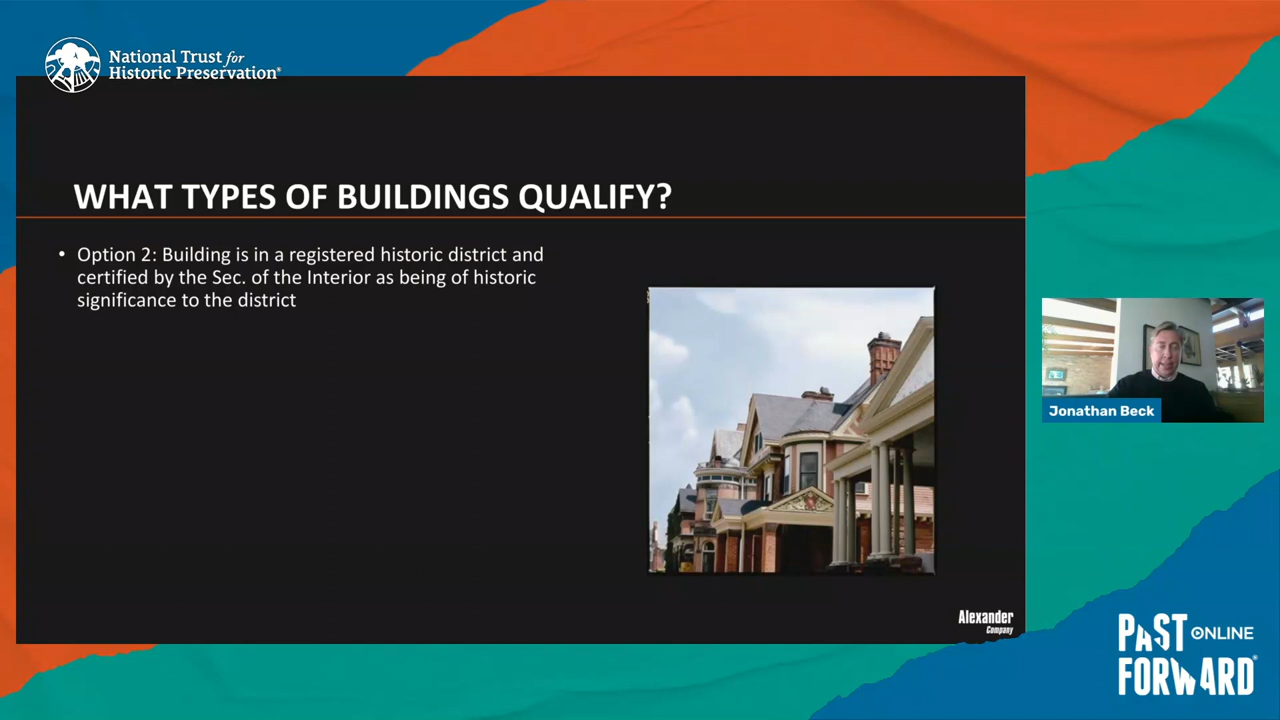 National Trust for
Historic Preservation®
WHAT TYPES OF BUILDINGS QUALIFY?
• Option 2: Building is in a registered historic district and
certified by the Sec. of the Interior as being of historic
significance to the district
Jonathan Beck
Alexander
Company
PAST ONLINE
FORWARD®